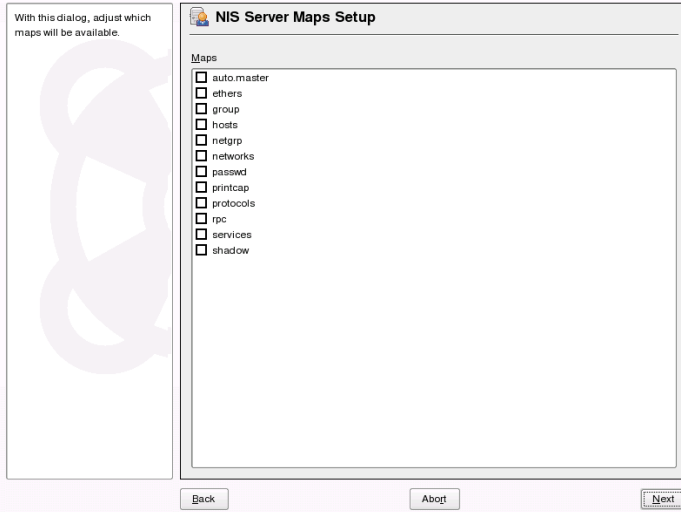 With this dialog, adjust which
maps will be available.
NIS Server Maps Setup
Maps
auto.master
ethers
group
hosts
netgrp
networks
passwd
printcap
protocols
rpc
services
shadow
Back
Abort
Next